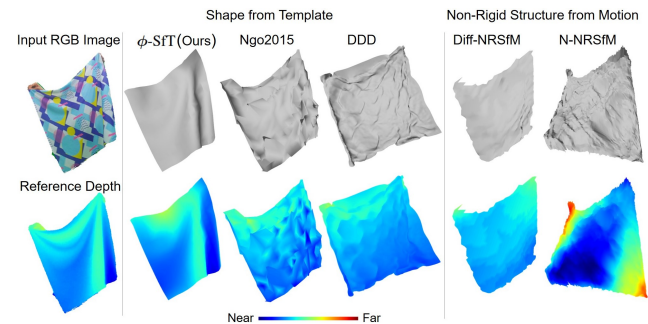 Shape from Template
Non-Rigid Structure from Motion
Input RGB Image
ϕ-SfT(Ours)
Ngo2015
DDD
Diff-NRSfM
N-NRSfM
Reference Depth
Near
Far